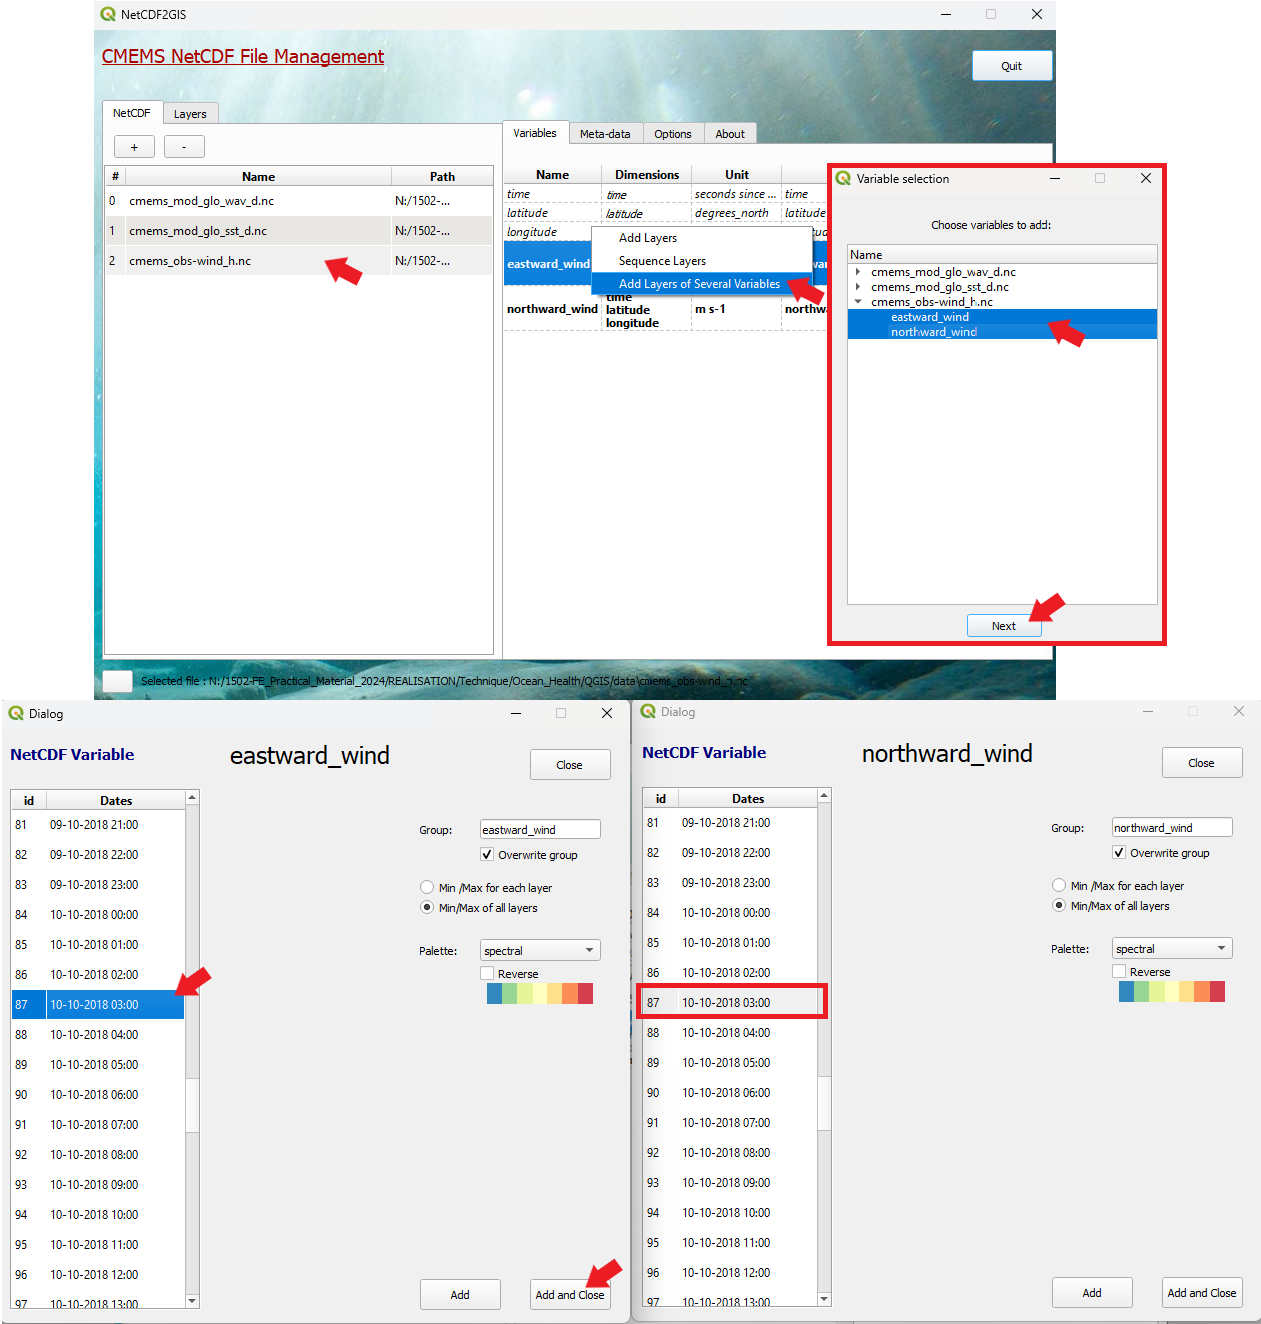 NetCDF2GIS
CMEMS NetCDF File Management
Quit
NetCDF Layers
+ -
# Name Path
0 cmems_mod_glo_wav_d.nc N:/1502-...
1 cmems_mod_glo_sst_d.nc N:/1502-...
2 cmems_obs-wind_h.nc N:/1502-...
Variables Meta-data Options About
Name Dimensions Unit
time time seconds since ... time
latitude latitude degrees_north latitude
longitude
eastward_wind
time
latitude
longitude
northward_wind m s-1
Add Layers
Sequence Layers
Add Layers of Several Variables
Variable selection
Choose variables to add:
Name
cmems_mod_glo_wav_d.nc
cmems_mod_glo_sst_d.nc
cmems_obs-wind_h.nc
eastward_wind
northward_wind
Next
Selected file : N:/1502-FE_Practical_Material_2024/REALISATION/Technique/Ocean_Health/QGIS/data\cmems_obs-wind_h.nc
Dialog
NetCDF Variable eastward_wind
Close
id Dates
81 09-10-2018 21:00
82 09-10-2018 22:00
83 09-10-2018 23:00
84 10-10-2018 00:00
85 10-10-2018 01:00
86 10-10-2018 02:00
87 10-10-2018 03:00
88 10-10-2018 04:00
89 10-10-2018 05:00
90 10-10-2018 06:00
91 10-10-2018 07:00
92 10-10-2018 08:00
93 10-10-2018 09:00
94 10-10-2018 10:00
95 10-10-2018 11:00
96 10-10-2018 12:00
97 10-10-2018 13:00
Group: eastward_wind
Overwrite group
Min /Max for each layer
Min/Max of all layers
Palette: spectral
Reverse
Add Add and Close
Dialog
NetCDF Variable northward_wind
Close
id Dates
81 09-10-2018 21:00
82 09-10-2018 22:00
83 09-10-2018 23:00
84 10-10-2018 00:00
85 10-10-2018 01:00
86 10-10-2018 02:00
87 10-10-2018 03:00
88 10-10-2018 04:00
89 10-10-2018 05:00
90 10-10-2018 06:00
91 10-10-2018 07:00
92 10-10-2018 08:00
93 10-10-2018 09:00
94 10-10-2018 10:00
95 10-10-2018 11:00
96 10-10-2018 12:00
97 10-10-2018 13:00
Group: northward_wind
Overwrite group
Min /Max for each layer
Min/Max of all layers
Palette: spectral
Reverse
Add Add and Close